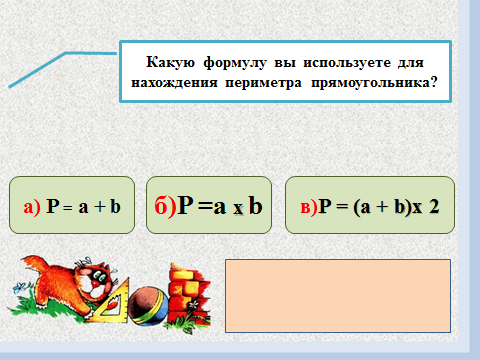 Какую формулу вы используете для
нахождения периметра прямоугольника?
а) P = a + b
б)P =a x b
в)P = (a + b)x 2